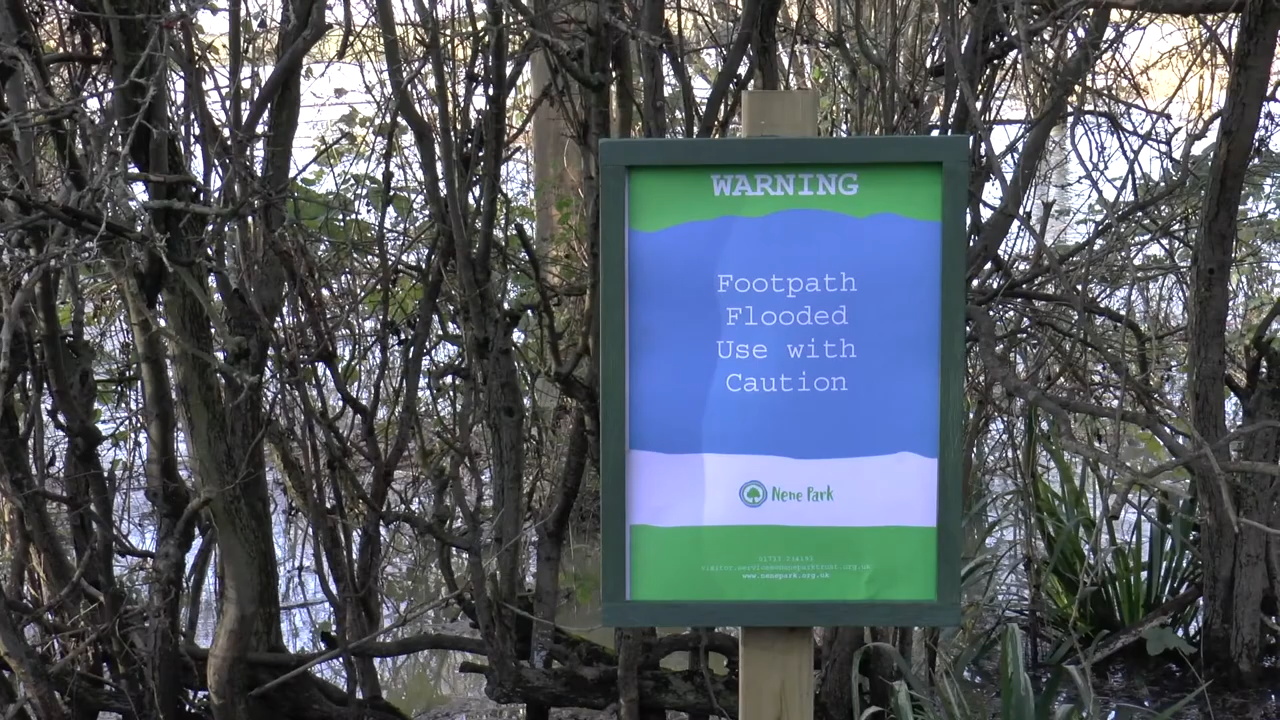 WARNING
Footpath
Flooded
Use with
Caution
Nene Park
www.nenepark.org.uk